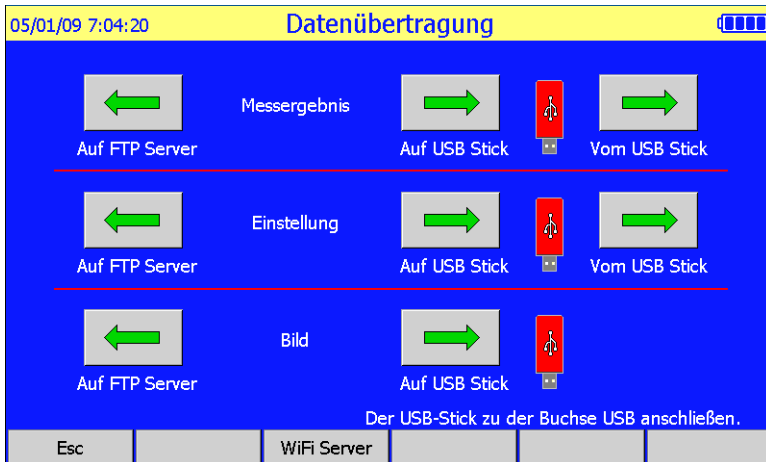 05/01/09 7:04:20 Datenübertragung
Messergebnis
Auf FTP Server Auf USB Stick Vom USB Stick
Einstellung
Auf FTP Server Auf USB Stick Vom USB Stick
Bild
Auf FTP Server Auf USB Stick
Der USB-Stick zu der Buchse USB anschließen.
Esc WiFi Server